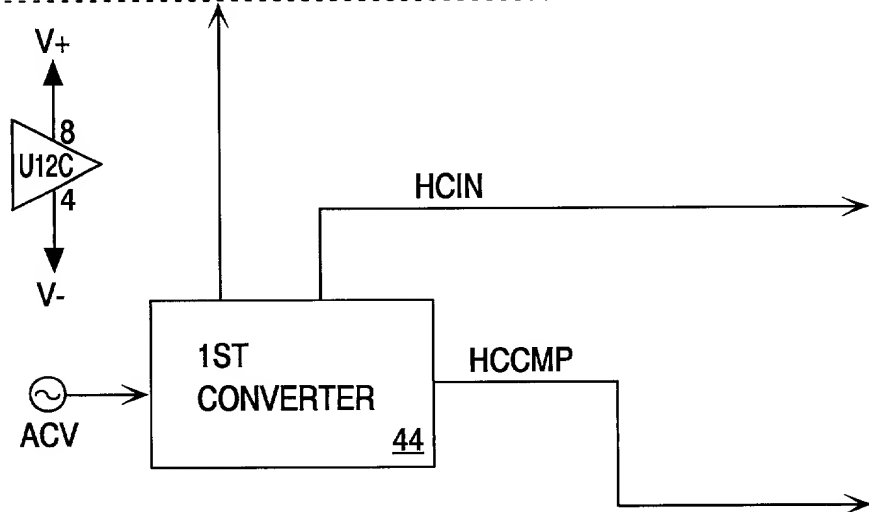 V+
8
U12C
4
V-
HCIN
1ST
CONVERTER
44
HCCMP
ACV